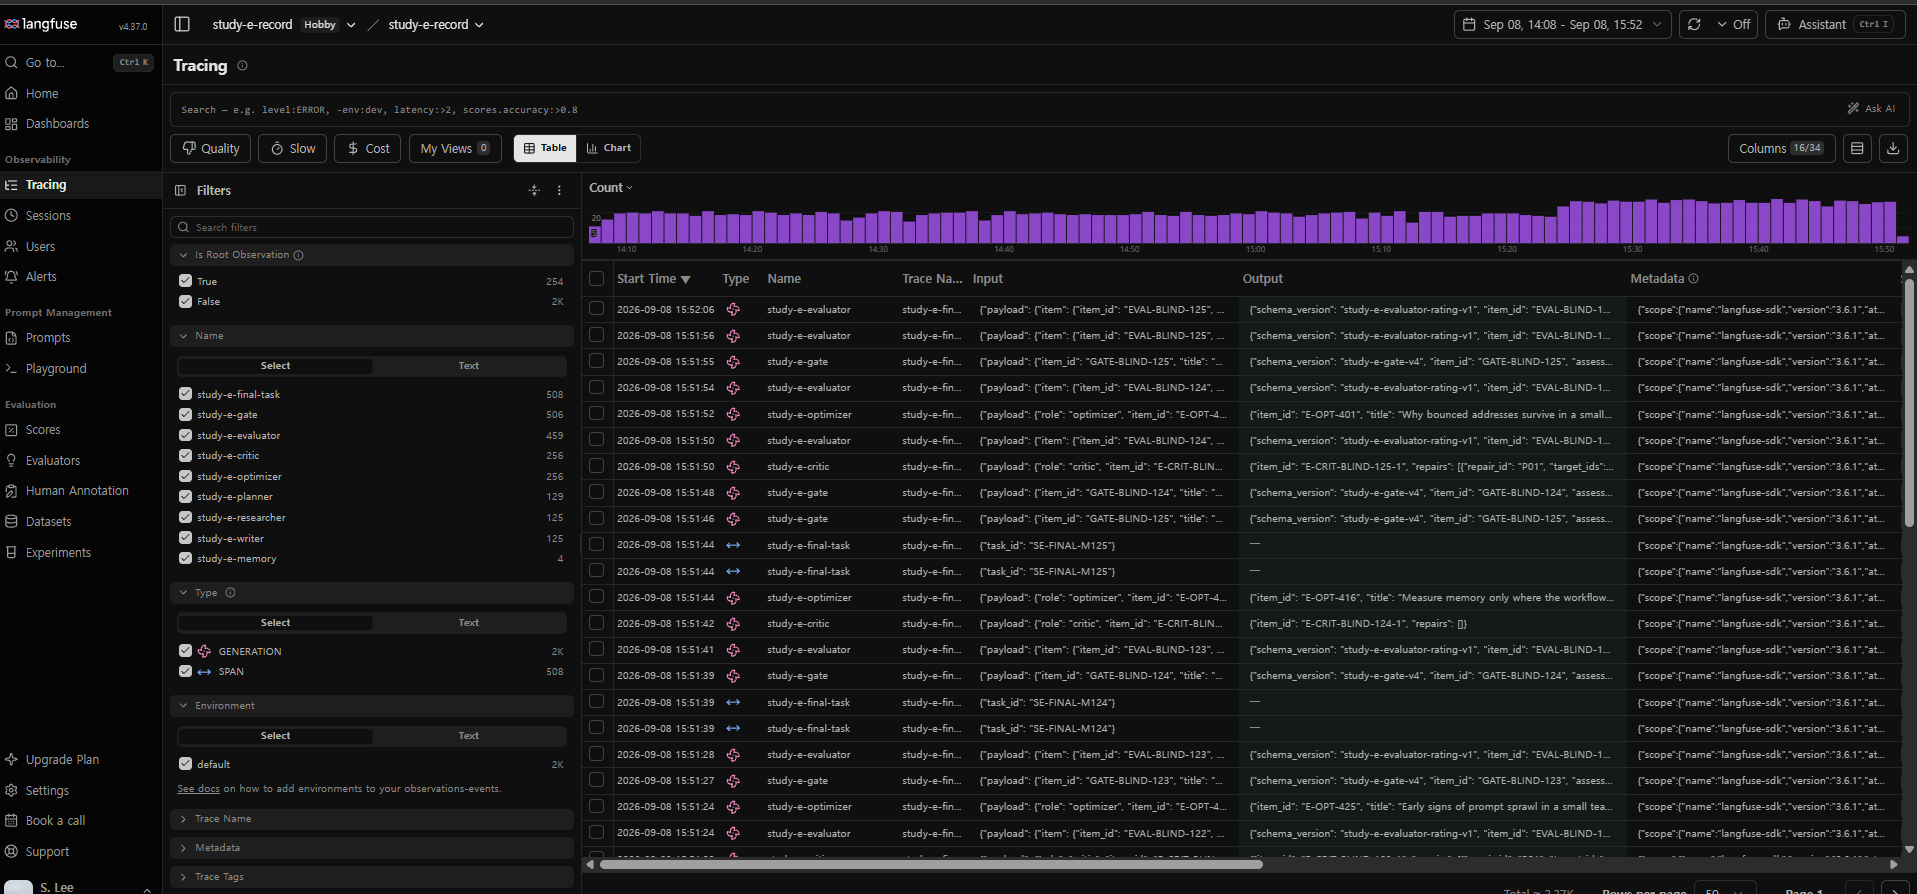 langfuse v4.37.0 study-e-record Hobby / study-e-record Sep 08, 14:08 - Sep 08, 15:52 Off Assistant Ctrl I
Go to... Ctrl K
Home
Dashboards
Observability
Tracing
Sessions
Users
Alerts
Prompt Management
Prompts
Playground
Evaluation
Scores
Evaluators
Human Annotation
Datasets
Experiments
Upgrade Plan
Settings
Book a call
Support
S. Lee
Tracing
Search — e.g. level:ERROR, -env:dev, latency:>2, scores.accuracy:>0.8 Ask AI
Quality Slow Cost My Views 0 Table Chart Columns 16/34
Filters
Search filters
Is Root Observation
True 254
False 2K
Name
Select Text
study-e-final-task 508
study-e-gate 506
study-e-evaluator 459
study-e-critic 256
study-e-optimizer 256
study-e-planner 129
study-e-researcher 125
study-e-writer 125
study-e-memory 4
Type
Select Text
GENERATION 2K
SPAN 508
Environment
Select Text
default 2K
See docs on how to add environments to your observations-events.
Trace Name
Metadata
Trace Tags
Count
20
5
14:10 14:20 14:30 14:40 14:50 15:00 15:10 15:20 15:30 15:40 15:50
Start Time ▼ Type Name Trace Na... Input Output Metadata
2026-09-08 15:52:06 study-e-evaluator study-e-fin... {"payload": {"item": {"item_id": "EVAL-BLIND-125", ... {"schema_version": "study-e-evaluator-rating-v1", "item_id": "EVAL-BLIND-1... {"scope":{"name":"langfuse-sdk","version":"3.6.1","at...
2026-09-08 15:51:56 study-e-evaluator study-e-fin... {"payload": {"item": {"item_id": "EVAL-BLIND-125", ... {"schema_version": "study-e-evaluator-rating-v1", "item_id": "EVAL-BLIND-1... {"scope":{"name":"langfuse-sdk","version":"3.6.1","at...
2026-09-08 15:51:55 study-e-gate study-e-fin... {"payload": {"item_id": "GATE-BLIND-125", "title": "... {"schema_version": "study-e-gate-v4", "item_id": "GATE-BLIND-125", "assess... {"scope":{"name":"langfuse-sdk","version":"3.6.1","at...
2026-09-08 15:51:54 study-e-evaluator study-e-fin... {"payload": {"item": {"item_id": "EVAL-BLIND-124", ... {"schema_version": "study-e-evaluator-rating-v1", "item_id": "EVAL-BLIND-1... {"scope":{"name":"langfuse-sdk","version":"3.6.1","at...
2026-09-08 15:51:52 study-e-optimizer study-e-fin... {"payload": {"role": "optimizer", "item_id": "E-OPT-4... {"item_id": "E-OPT-401", "title": "Why bounced addresses survive in a small... {"scope":{"name":"langfuse-sdk","version":"3.6.1","at...
2026-09-08 15:51:50 study-e-evaluator study-e-fin... {"payload": {"item": {"item_id": "EVAL-BLIND-124", ... {"schema_version": "study-e-evaluator-rating-v1", "item_id": "EVAL-BLIND-1... {"scope":{"name":"langfuse-sdk","version":"3.6.1","at...
2026-09-08 15:51:50 study-e-critic study-e-fin... {"payload": {"role": "critic", "item_id": "E-CRIT-BLIN... {"item_id": "E-CRIT-BLIND-125-1", "repairs": [{"repair_id": "P01", "target_ids":... {"scope":{"name":"langfuse-sdk","version":"3.6.1","at...
2026-09-08 15:51:48 study-e-gate study-e-fin... {"payload": {"item_id": "GATE-BLIND-124", "title": "... {"schema_version": "study-e-gate-v4", "item_id": "GATE-BLIND-124", "assess... {"scope":{"name":"langfuse-sdk","version":"3.6.1","at...
2026-09-08 15:51:46 study-e-gate study-e-fin... {"payload": {"item_id": "GATE-BLIND-125", "title": "... {"schema_version": "study-e-gate-v4", "item_id": "GATE-BLIND-125", "assess... {"scope":{"name":"langfuse-sdk","version":"3.6.1","at...
2026-09-08 15:51:44 study-e-final-task study-e-fin... {"task_id": "SE-FINAL-M125"} — {"scope":{"name":"langfuse-sdk","version":"3.6.1","at...
2026-09-08 15:51:44 study-e-final-task study-e-fin... {"task_id": "SE-FINAL-M125"} — {"scope":{"name":"langfuse-sdk","version":"3.6.1","at...
2026-09-08 15:51:44 study-e-optimizer study-e-fin... {"payload": {"role": "optimizer", "item_id": "E-OPT-4... {"item_id": "E-OPT-416", "title": "Measure memory only where the workflow... {"scope":{"name":"langfuse-sdk","version":"3.6.1","at...
2026-09-08 15:51:42 study-e-critic study-e-fin... {"payload": {"role": "critic", "item_id": "E-CRIT-BLIN... {"item_id": "E-CRIT-BLIND-124-1", "repairs": []} {"scope":{"name":"langfuse-sdk","version":"3.6.1","at...
2026-09-08 15:51:41 study-e-evaluator study-e-fin... {"payload": {"item": {"item_id": "EVAL-BLIND-123", ... {"schema_version": "study-e-evaluator-rating-v1", "item_id": "EVAL-BLIND-1... {"scope":{"name":"langfuse-sdk","version":"3.6.1","at...
2026-09-08 15:51:39 study-e-gate study-e-fin... {"payload": {"item_id": "GATE-BLIND-124", "title": "... {"schema_version": "study-e-gate-v4", "item_id": "GATE-BLIND-124", "assess... {"scope":{"name":"langfuse-sdk","version":"3.6.1","at...
2026-09-08 15:51:39 study-e-final-task study-e-fin... {"task_id": "SE-FINAL-M124"} — {"scope":{"name":"langfuse-sdk","version":"3.6.1","at...
2026-09-08 15:51:39 study-e-final-task study-e-fin... {"task_id": "SE-FINAL-M124"} — {"scope":{"name":"langfuse-sdk","version":"3.6.1","at...
2026-09-08 15:51:28 study-e-evaluator study-e-fin... {"payload": {"item": {"item_id": "EVAL-BLIND-123", ... {"schema_version": "study-e-evaluator-rating-v1", "item_id": "EVAL-BLIND-1... {"scope":{"name":"langfuse-sdk","version":"3.6.1","at...
2026-09-08 15:51:27 study-e-gate study-e-fin... {"payload": {"item_id": "GATE-BLIND-123", "title": "... {"schema_version": "study-e-gate-v4", "item_id": "GATE-BLIND-123", "assess... {"scope":{"name":"langfuse-sdk","version":"3.6.1","at...
2026-09-08 15:51:24 study-e-optimizer study-e-fin... {"payload": {"role": "optimizer", "item_id": "E-OPT-4... {"item_id": "E-OPT-425", "title": "Early signs of prompt sprawl in a small tea... {"scope":{"name":"langfuse-sdk","version":"3.6.1","at...
2026-09-08 15:51:24 study-e-evaluator study-e-fin... {"payload": {"item": {"item_id": "EVAL-BLIND-122", ... {"schema_version": "study-e-evaluator-rating-v1", "item_id": "EVAL-BLIND-1... {"scope":{"name":"langfuse-sdk","version":"3.6.1","at...
Rows per page 50 Page 1